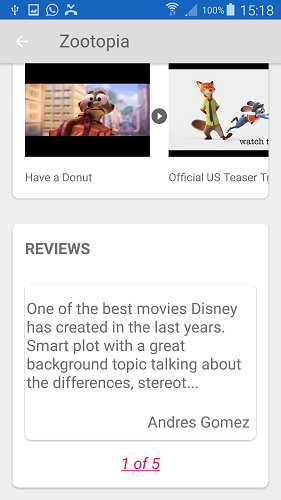 100% 15:18
Zootopia
watch t
Have a Donut
Official US Teaser Tr
REVIEWS
One of the best movies Disney
has created in the last years.
Smart plot with a great
background topic talking about
the differences, stereot...
Andres Gomez
1 of 5